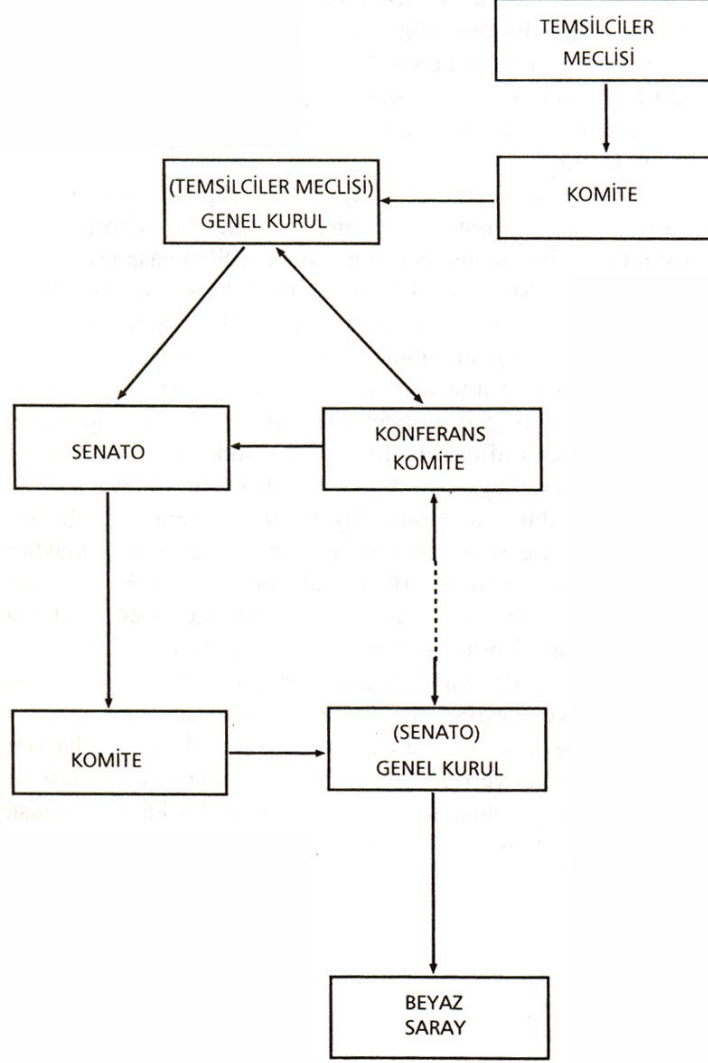 TEMSİLCİLER
MECLİSİ
KOMİTE
(TEMSİLCİLER MECLİSİ)
GENEL KURUL
SENATO
KONFERANS
KOMİTE
KOMİTE
(SENATO)
GENEL KURUL
BEYAZ
SARAY